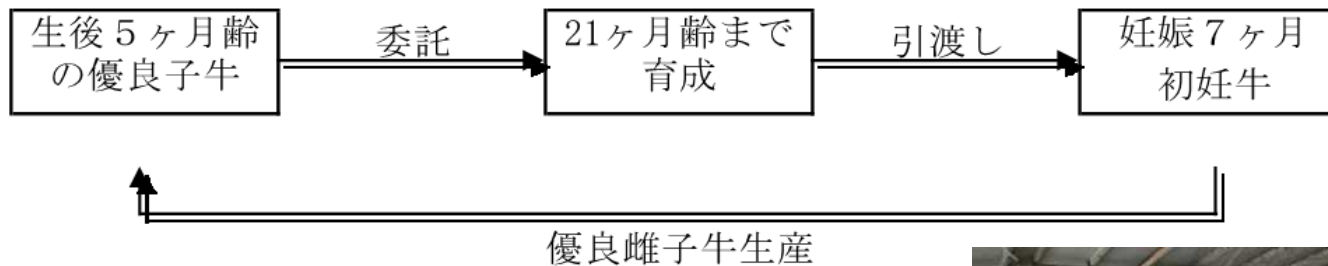 生後５ヶ月齢
の優良子牛
委託
21ヶ月齢まで
育成
引渡し
妊娠７ヶ月
初妊牛
優良雌子牛生産